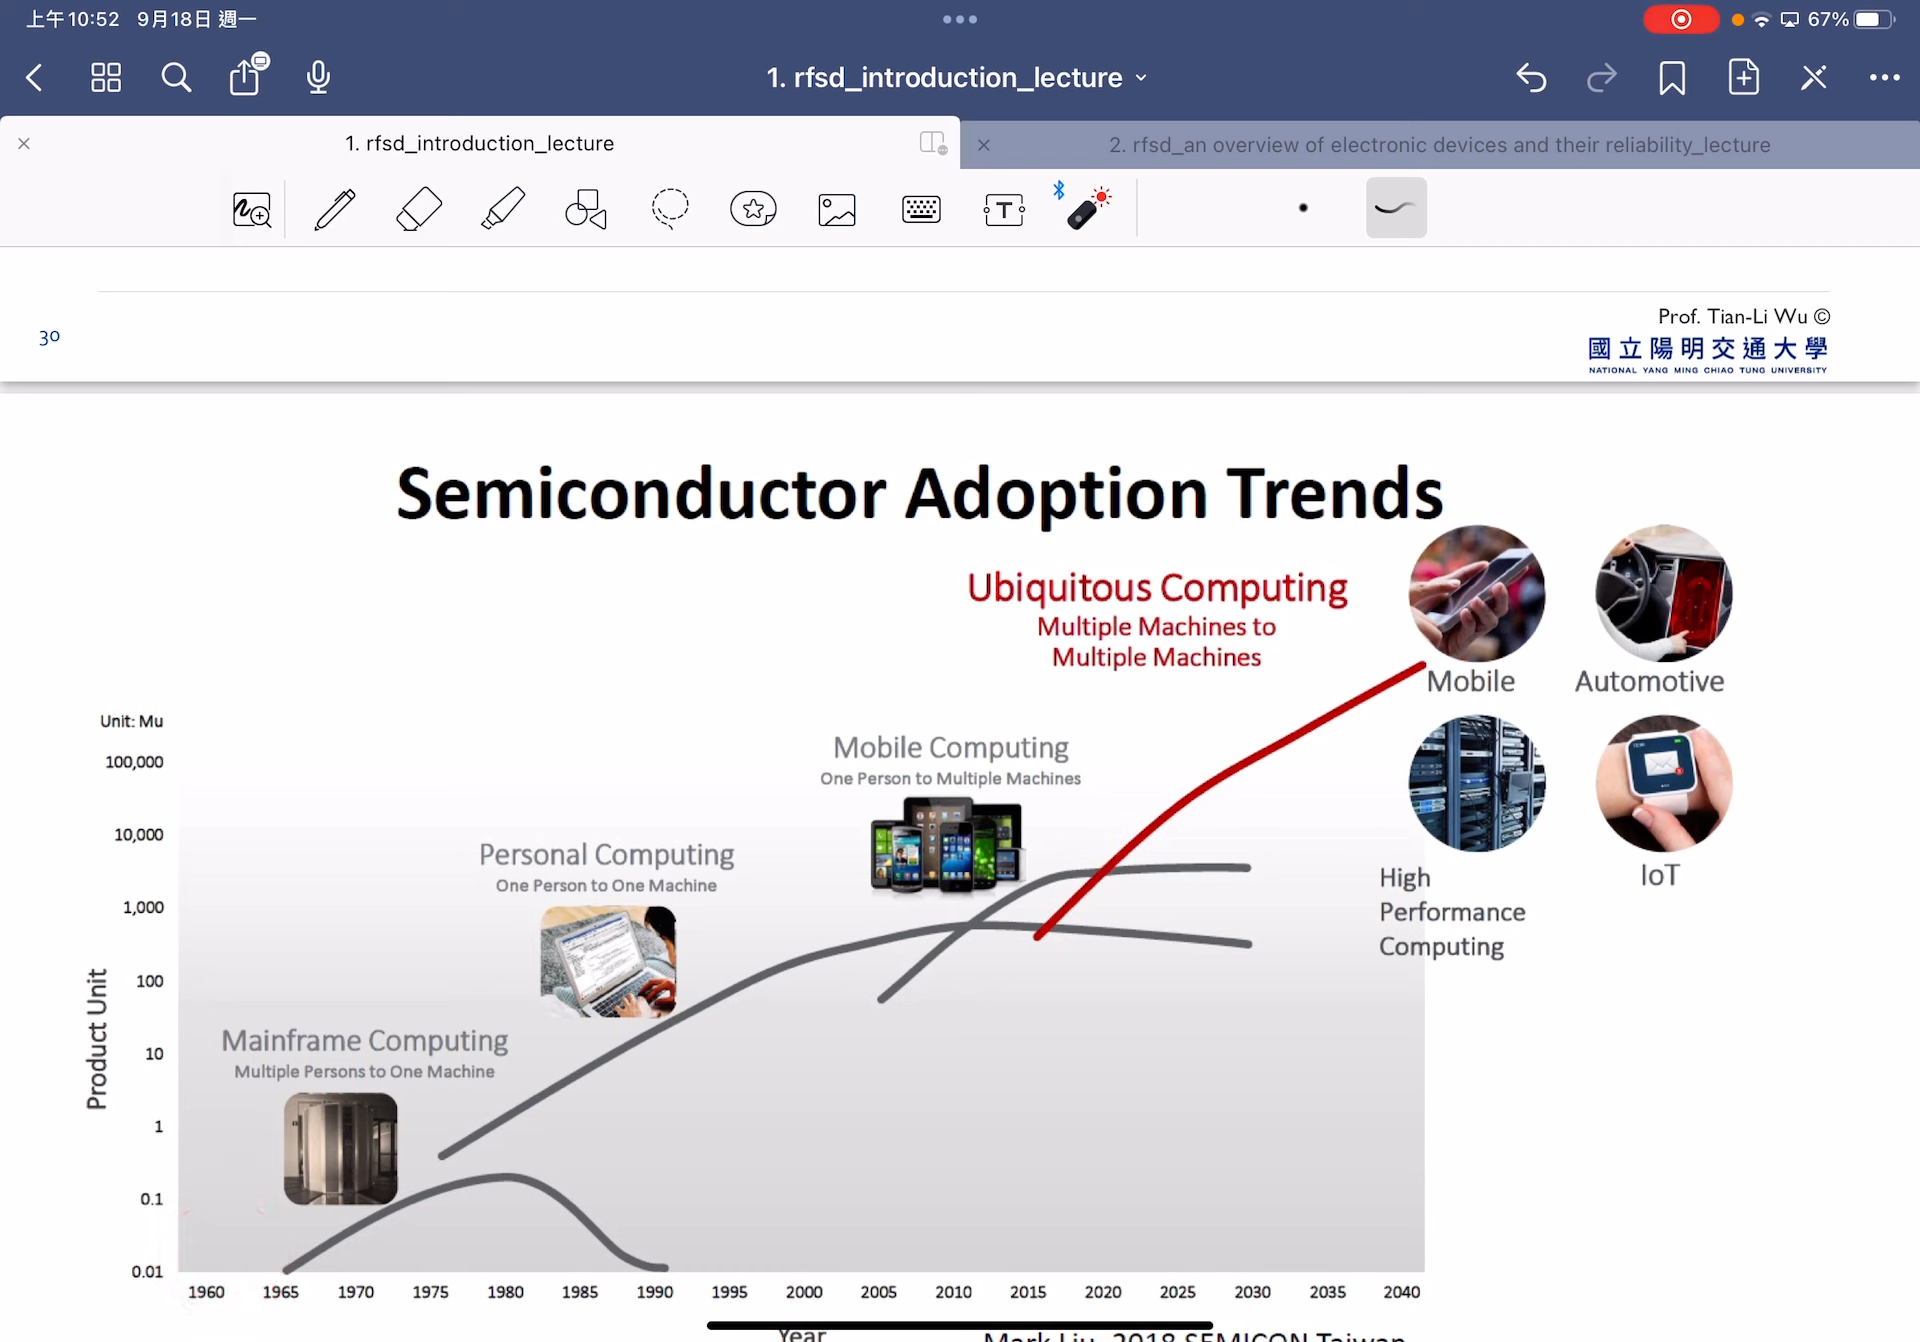 上午10:52 9月18日 週一
67%
1. rfsd_introduction_lecture
1. rfsd_introduction_lecture
2. rfsd_an overview of electronic devices and their reliability_lecture
30
Prof. Tian-Li Wu ©
國立陽明交通大學
NATIONAL YANG MING CHIAO TUNG UNIVERSITY
Semiconductor Adoption Trends
Ubiquitous Computing
Multiple Machines to
Multiple Machines
Mobile
Automotive
Unit: Mu
Mobile Computing
One Person to Multiple Machines
Personal Computing
One Person to One Machine
High
Performance
Computing
IoT
Mainframe Computing
Multiple Persons to One Machine
Product Unit
100,000
10,000
1,000
100
10
1
0.1
0.01
1960 1965 1970 1975 1980 1985 1990 1995 2000 2005 2010 2015 2020 2025 2030 2035 2040
Year
Mark Liu, 2018 SEMICON Taiwan